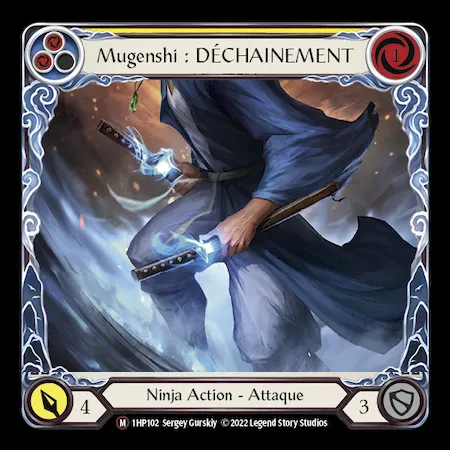 Mugenshi : DÉCHAINEMENT
1
Ninja Action - Attaque
4
3
M 1HP102 Sergey Gurskiy © 2022 Legend Story Studios